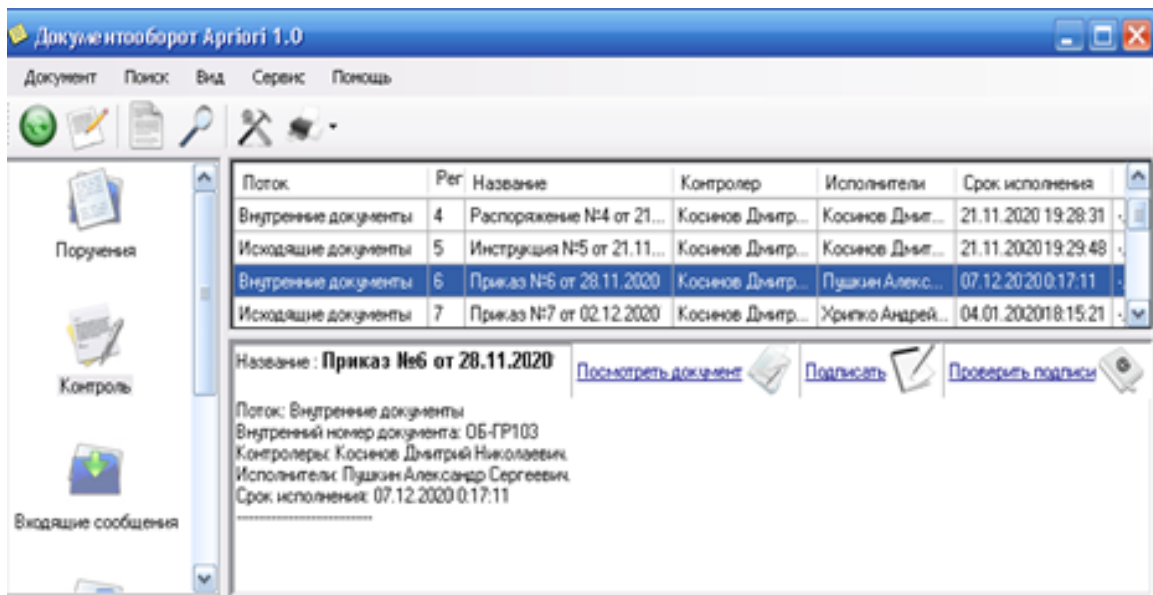 Документооборот Apriori 1.0
Документ Поиск Вид Сервис Помощь
Поток Рег Название Контролер Исполнители Срок исполнения
Внутренние документы 4 Распоряжение №4 от 21... Косинов Дмитр... Косинов Дмит... 21.11.2020 19:28:31
Исходящие документы 5 Инструкция №5 от 21.11... Косинов Дмитр... Косинов Дмит... 21.11.2020 19:29:48
Внутренние документы 6 Приказ №6 от 28.11.2020 Косинов Дмитр... Пушкин Алекс... 07.12.2020 0:17:11
Исходящие документы 7 Приказ №7 от 02.12.2020 Косинов Дмитр... Хрипко Андрей... 04.01.2020 18:15:21
Поручения
Контроль
Входящие сообщения
Название : Приказ №6 от 28.11.2020
Посмотреть документ Подписать Проверить подписи
Поток: Внутренние документы
Внутренний номер документа: ОБ-ГР103
Контролеры: Косинов Дмитрий Николаевич.
Исполнители: Пушкин Александр Сергеевич.
Срок исполнения: 07.12.2020 0:17:11
----------------------------